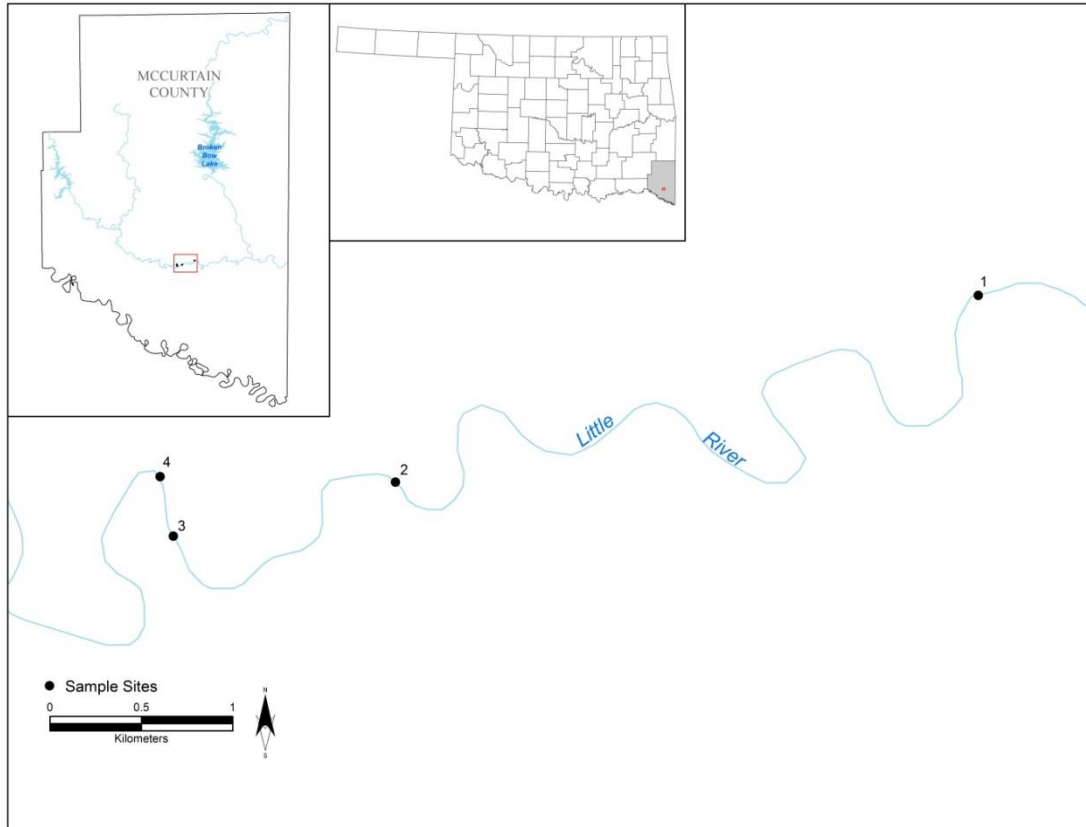 MCCURTAIN
COUNTY
Broken
Bow
Lake
1
Little
River
4
2
3
Sample Sites
0 0.5 1
Kilometers
N
S